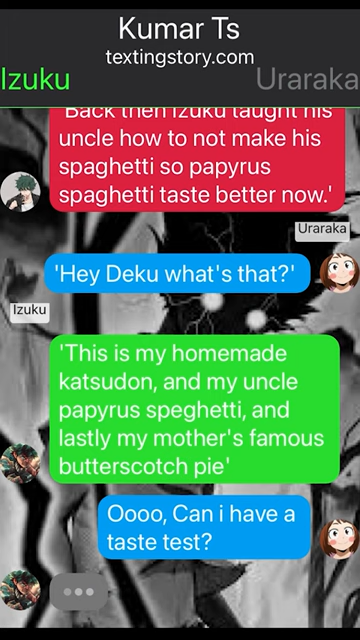 Kumar Ts
textingstory.com
Izuku
Uraraka
'Back then Izuku taught his
uncle how to not make his
spaghetti so papyrus
spaghetti taste better now.'
Uraraka
'Hey Deku what's that?'
Izuku
'This is my homemade
katsudon, and my uncle
papyrus speghetti, and
lastly my mother's famous
butterscotch pie'
Oooo, Can i have a
taste test?